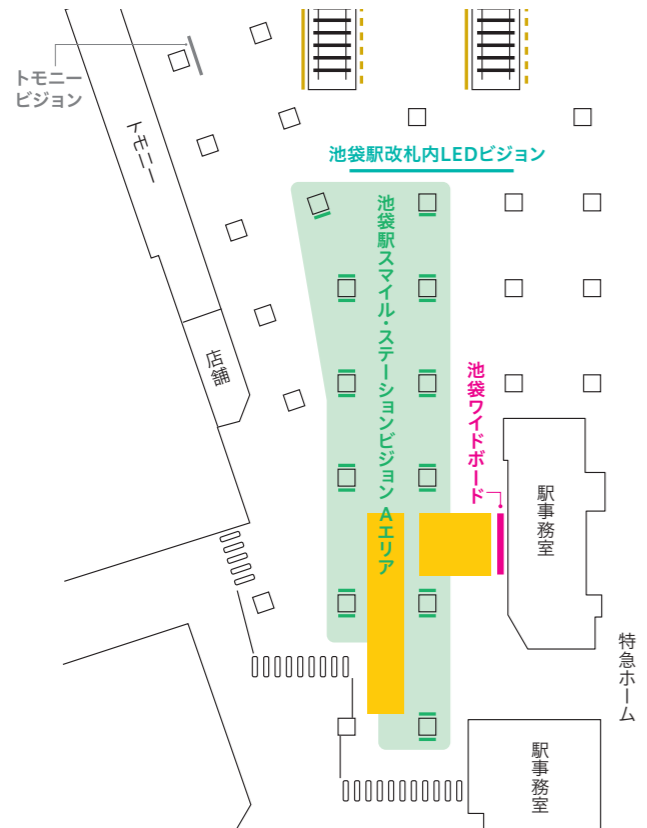 トモニー
ビジョン
トモニー
池袋駅改札内LEDビジョン
池袋駅スマイル・ステーションビジョン Aエリア
店舗
池袋ワイドボード
駅事務室
特急ホーム
駅事務室